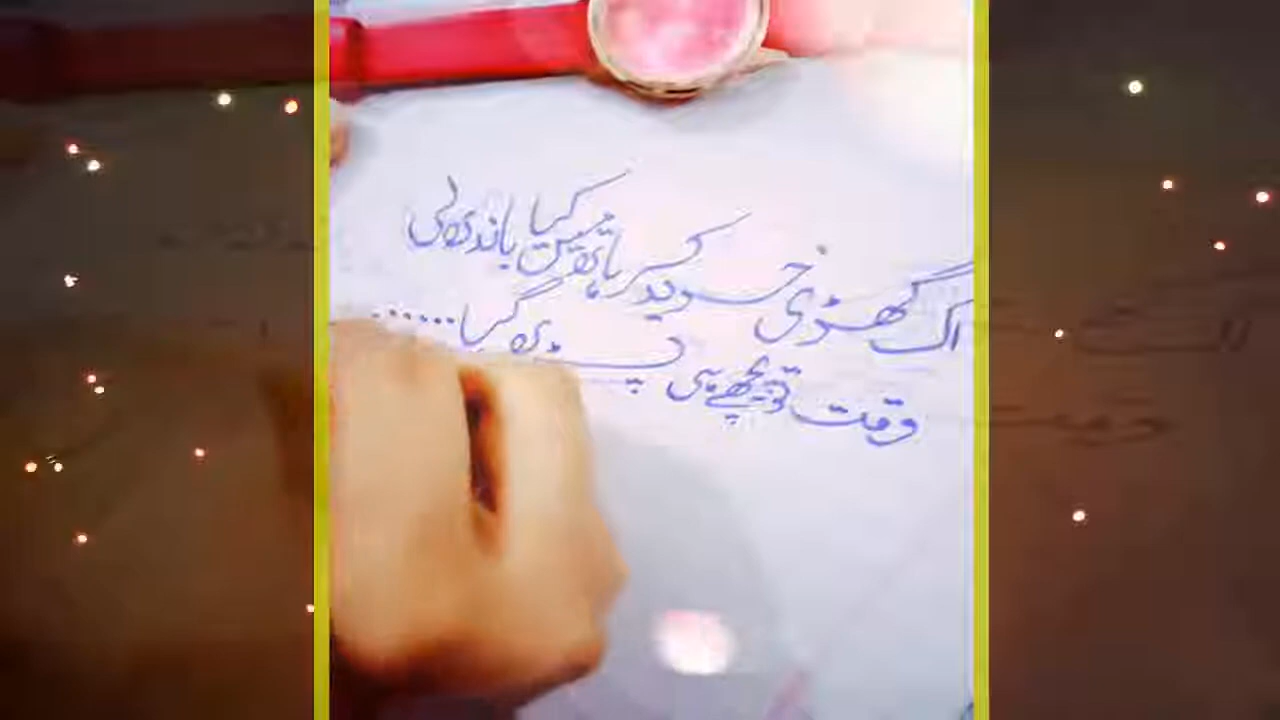 اک گھڑی خرید کر ہاتھ میں کیا باندھ لی
وقت تو پیچھے ہی پڑ گیا......